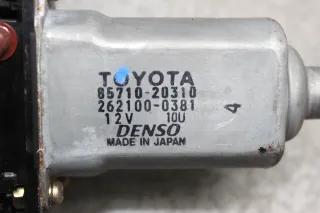 TOYOTA
85710-20310
262100-0381
12V 10U
4
DENSO
MADE IN JAPAN